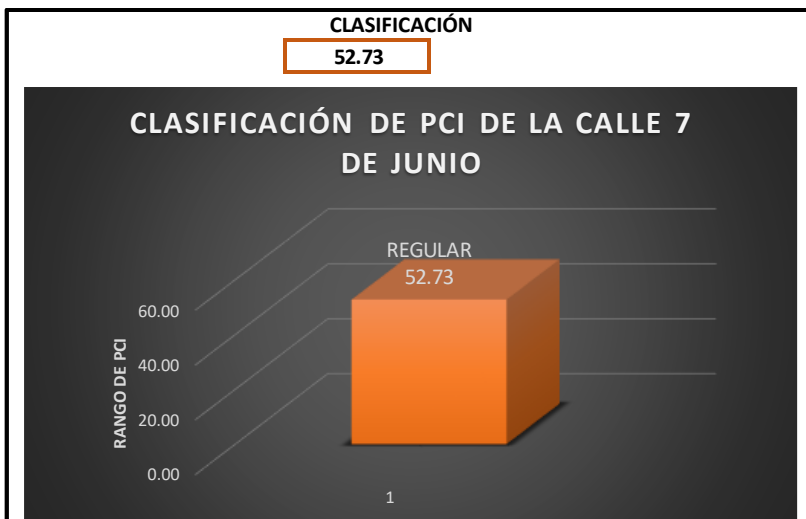 CLASIFICACIÓN
52.73
CLASIFICACIÓN DE PCI DE LA CALLE 7
DE JUNIO
REGULAR
52.73
60.00
40.00
20.00
0.00
RANGO DE PCI
1